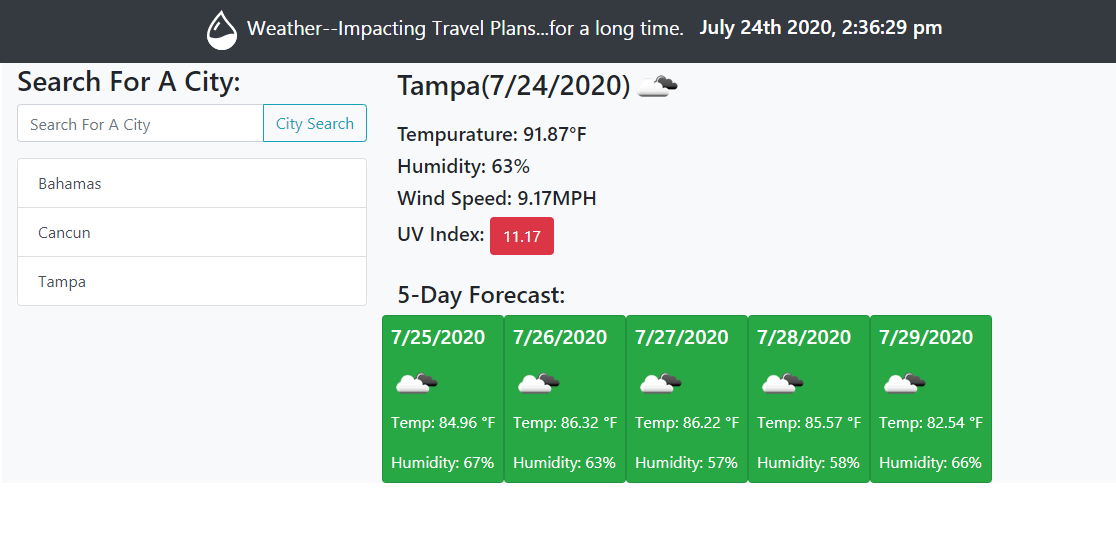 Weather--Impacting Travel Plans...for a long time. July 24th 2020, 2:36:29 pm
Search For A City:
Search For A City City Search
Bahamas
Cancun
Tampa
Tampa(7/24/2020)
Tempurature: 91.87°F
Humidity: 63%
Wind Speed: 9.17MPH
UV Index: 11.17
5-Day Forecast:
7/25/2020 7/26/2020 7/27/2020 7/28/2020 7/29/2020
Temp: 84.96 °F Temp: 86.32 °F Temp: 86.22 °F Temp: 85.57 °F Temp: 82.54 °F
Humidity: 67% Humidity: 63% Humidity: 57% Humidity: 58% Humidity: 66%